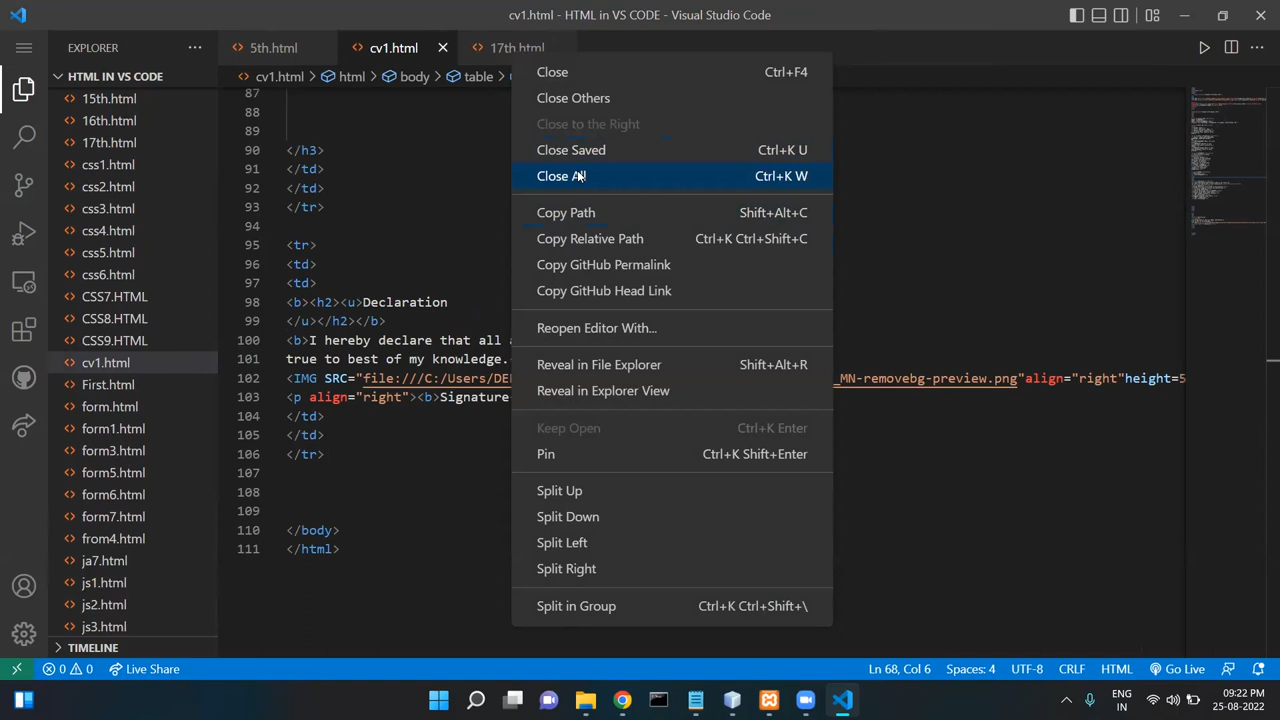 cv1.html - HTML in VS CODE - Visual Studio Code
EXPLORER
5th.html
cv1.html
17th.html
HTML IN VS CODE
cv1.html > html > body > table >
15th.html
16th.html
17th.html
css1.html
css2.html
css3.html
css4.html
css5.html
css6.html
CSS7.HTML
CSS8.HTML
CSS9.HTML
cv1.html
First.html
form.html
form1.html
form3.html
form5.html
form6.html
form7.html
from4.html
ja7.html
js1.html
js2.html
js3.html
TIMELINE
87
88
89
90 </h3>
91 </td>
92 </td>
93 </tr>
94
95 <tr>
96 <td>
97 <td>
98 <b><h2><u>Declaration
99 </u></h2></b>
100 <b>I hereby declare that all
101 true to best of my knowledge.
102 <IMG SRC="file:///C:/Users/DE _MN-removebg-preview.png"align="right"height=5
103 <p align="right"><b>Signature
104 </td>
105 </td>
106 </tr>
107
108
109
110 </body>
111 </html>
Close Ctrl+F4
Close Others
Close to the Right
Close Saved Ctrl+K U
Close All Ctrl+K W
Copy Path Shift+Alt+C
Copy Relative Path Ctrl+K Ctrl+Shift+C
Copy GitHub Permalink
Copy GitHub Head Link
Reopen Editor With...
Reveal in File Explorer Shift+Alt+R
Reveal in Explorer View
Keep Open Ctrl+K Enter
Pin Ctrl+K Shift+Enter
Split Up
Split Down
Split Left
Split Right
Split in Group Ctrl+K Ctrl+Shift+\
0 0 Live Share
Ln 68, Col 6 Spaces: 4 UTF-8 CRLF HTML Go Live
ENG
IN
09:22 PM
25-08-2022